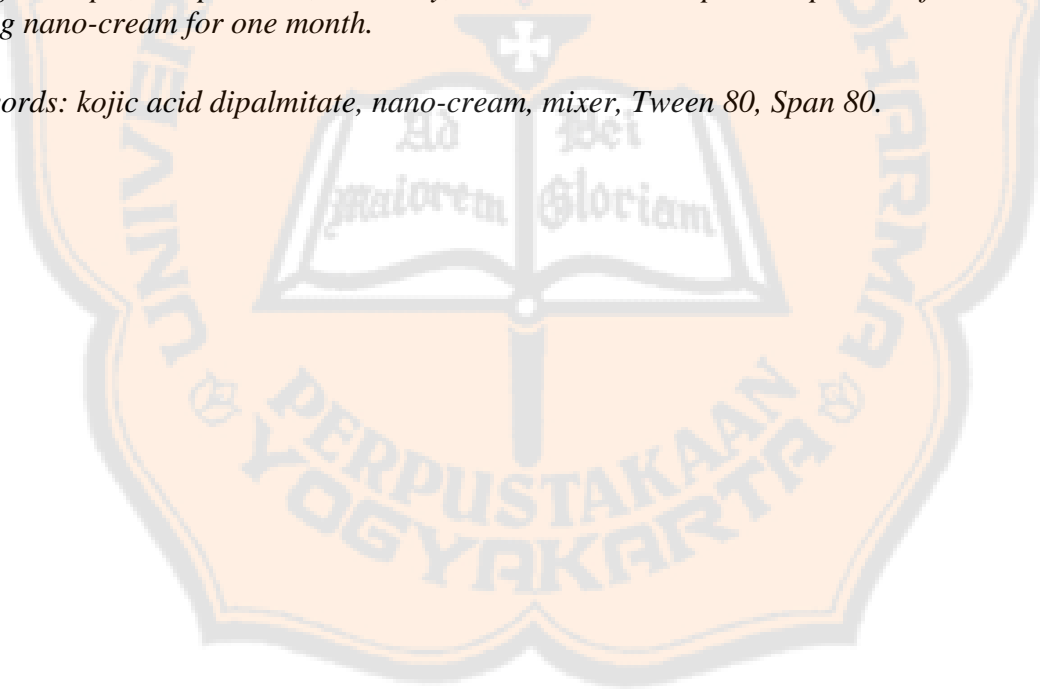 g nano-cream for one month.
ords: kojic acid dipalmitate, nano-cream, mixer, Tween 80, Span 80.
Ad Dei
Maiorem Gloriam
PERPUSTAKAAN
YOGYAKARTA